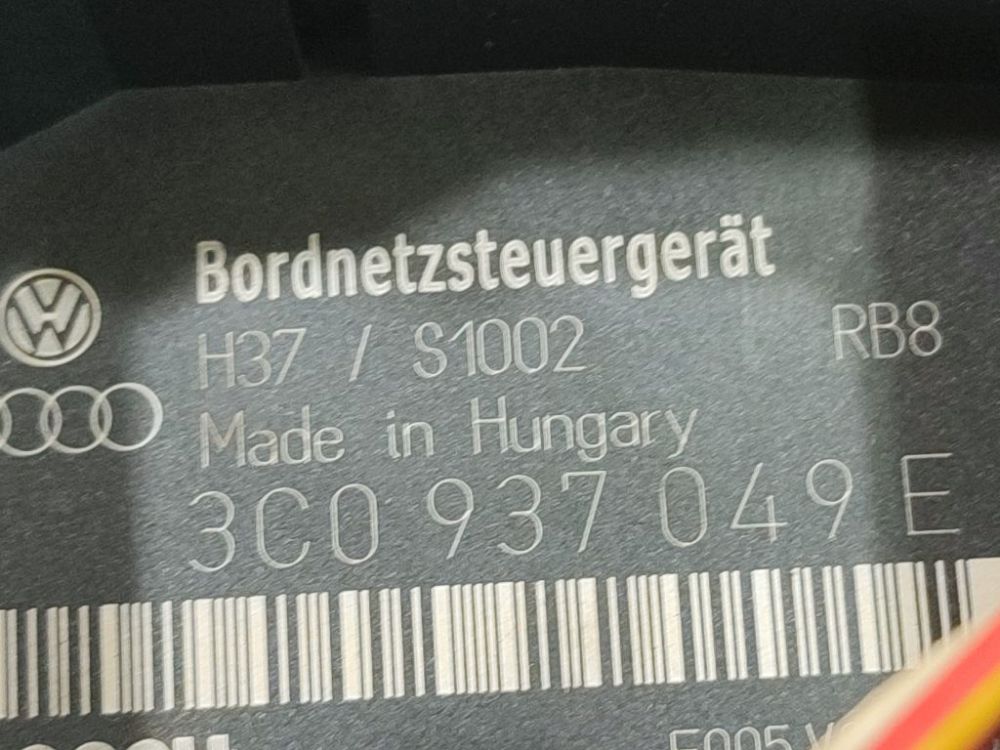 Bordnetzsteuergerät
H37 / S1002 RB8
Made in Hungary
3C0 937 049 E